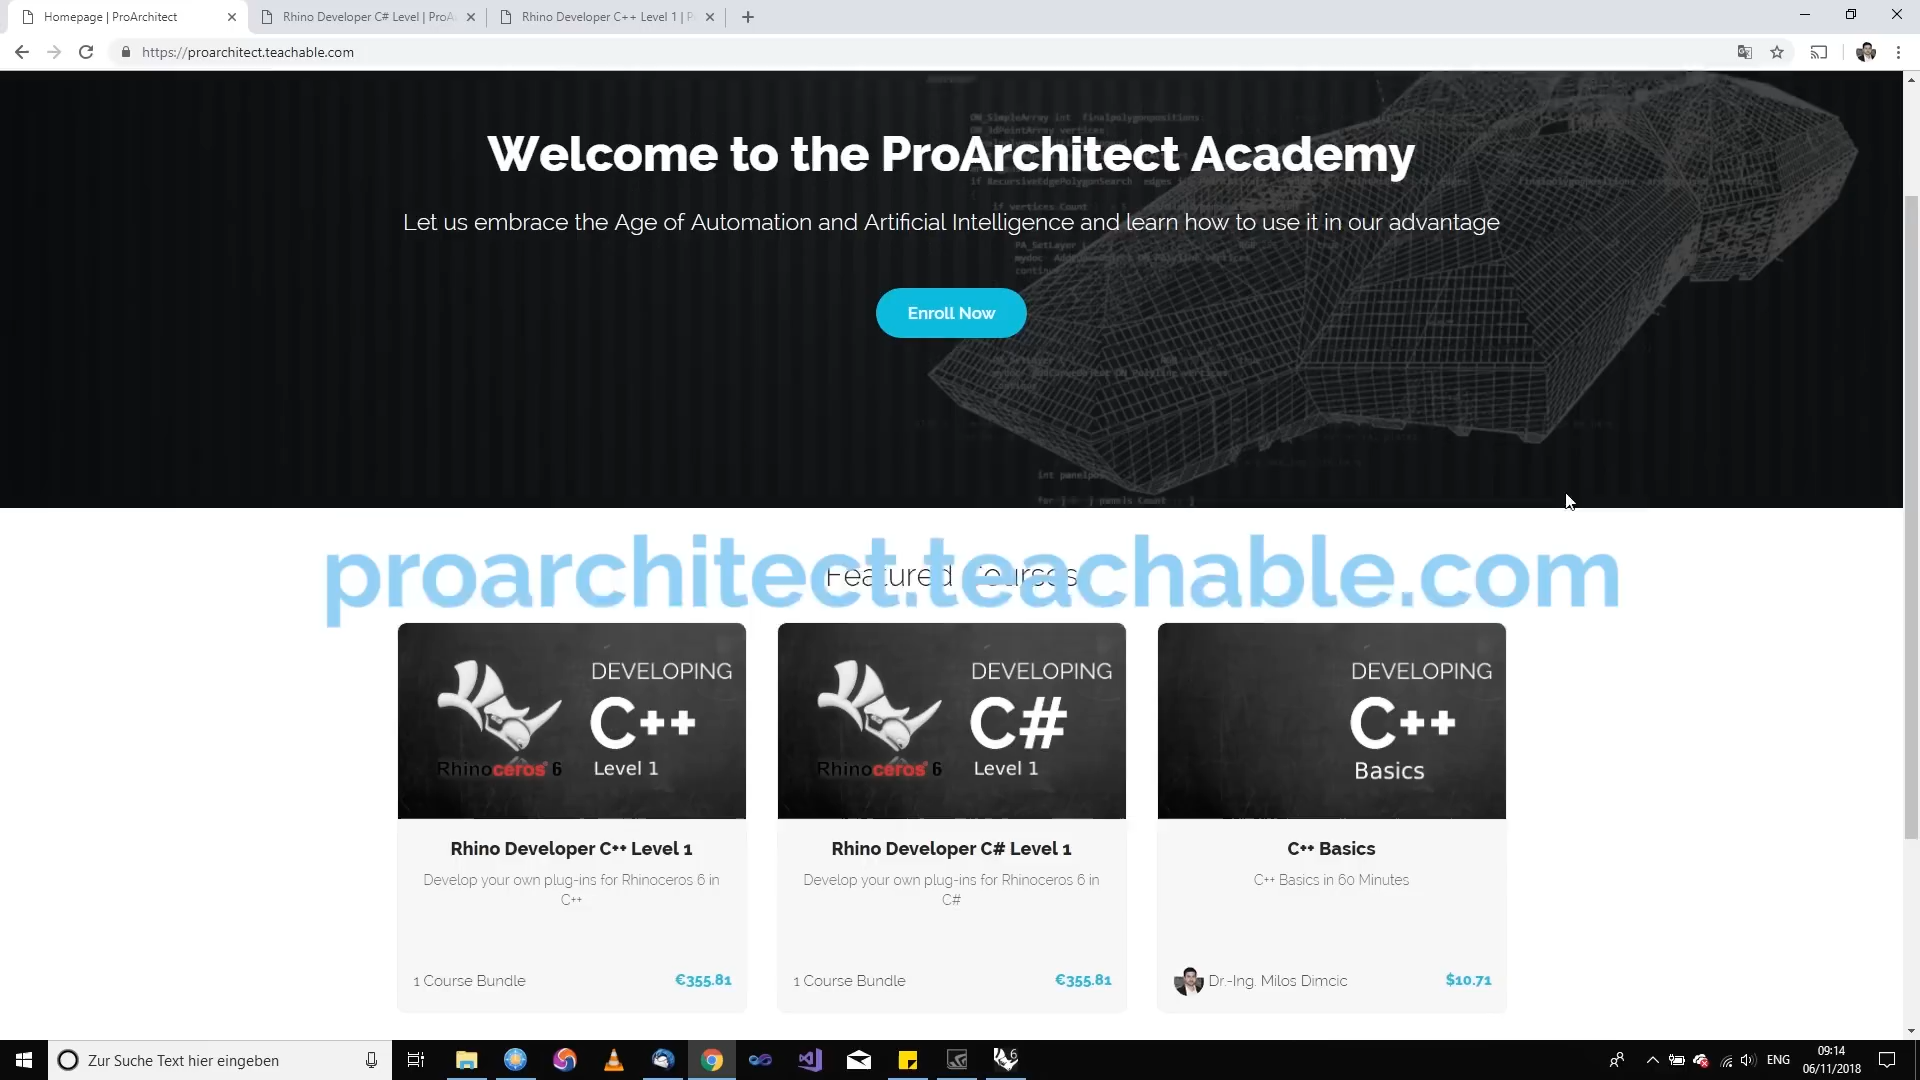 Homepage | ProArchitect
Rhino Developer C# Level | ProA
Rhino Developer C++ Level 1 | P
https://proarchitect.teachable.com
Welcome to the ProArchitect Academy
Let us embrace the Age of Automation and Artificial Intelligence and learn how to use it in our advantage
Enroll Now
proarchitect.teachable.com
Featured Courses
DEVELOPING
C++
Level 1
Rhinoceros 6
DEVELOPING
C#
Level 1
Rhinoceros 6
DEVELOPING
C++
Basics
Rhino Developer C++ Level 1
Develop your own plug-ins for Rhinoceros 6 in
C++
1 Course Bundle
€355.81
Rhino Developer C# Level 1
Develop your own plug-ins for Rhinoceros 6 in
C#
1 Course Bundle
€355.81
C++ Basics
C++ Basics in 60 Minutes
Dr.-Ing. Milos Dimcic
$10.71
Zur Suche Text hier eingeben
6
ENG
09:14
06/11/2018